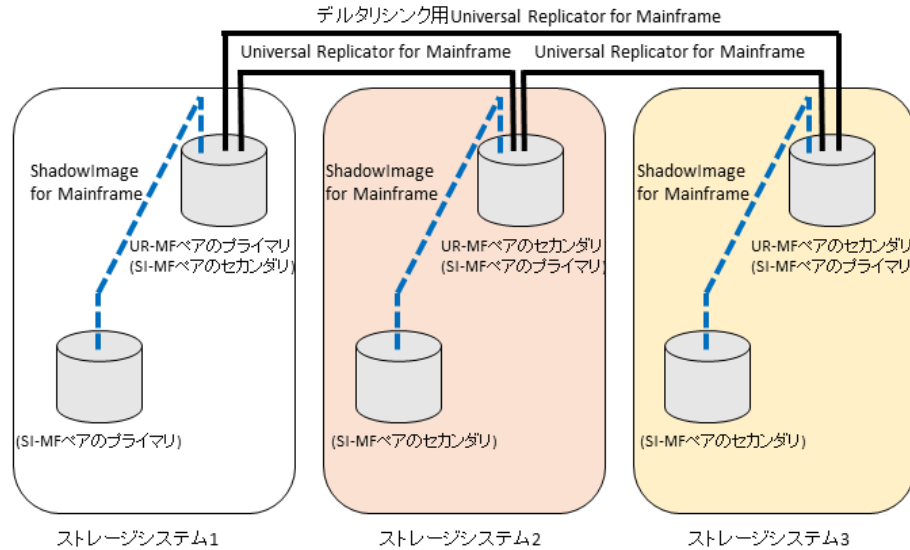 デルタリシンク用Universal Replicator for Mainframe
Universal Replicator for Mainframe
Universal Replicator for Mainframe
ShadowImage
for Mainframe
UR-MFペアのプライマリ
(SI-MFペアのセカンダリ)
(SI-MFペアのプライマリ)
ストレージシステム1
ShadowImage
for Mainframe
UR-MFペアのセカンダリ
(SI-MFペアのプライマリ)
(SI-MFペアのセカンダリ)
ストレージシステム2
ShadowImage
for Mainframe
UR-MFペアのセカンダリ
(SI-MFペアのプライマリ)
(SI-MFペアのセカンダリ)
ストレージシステム3